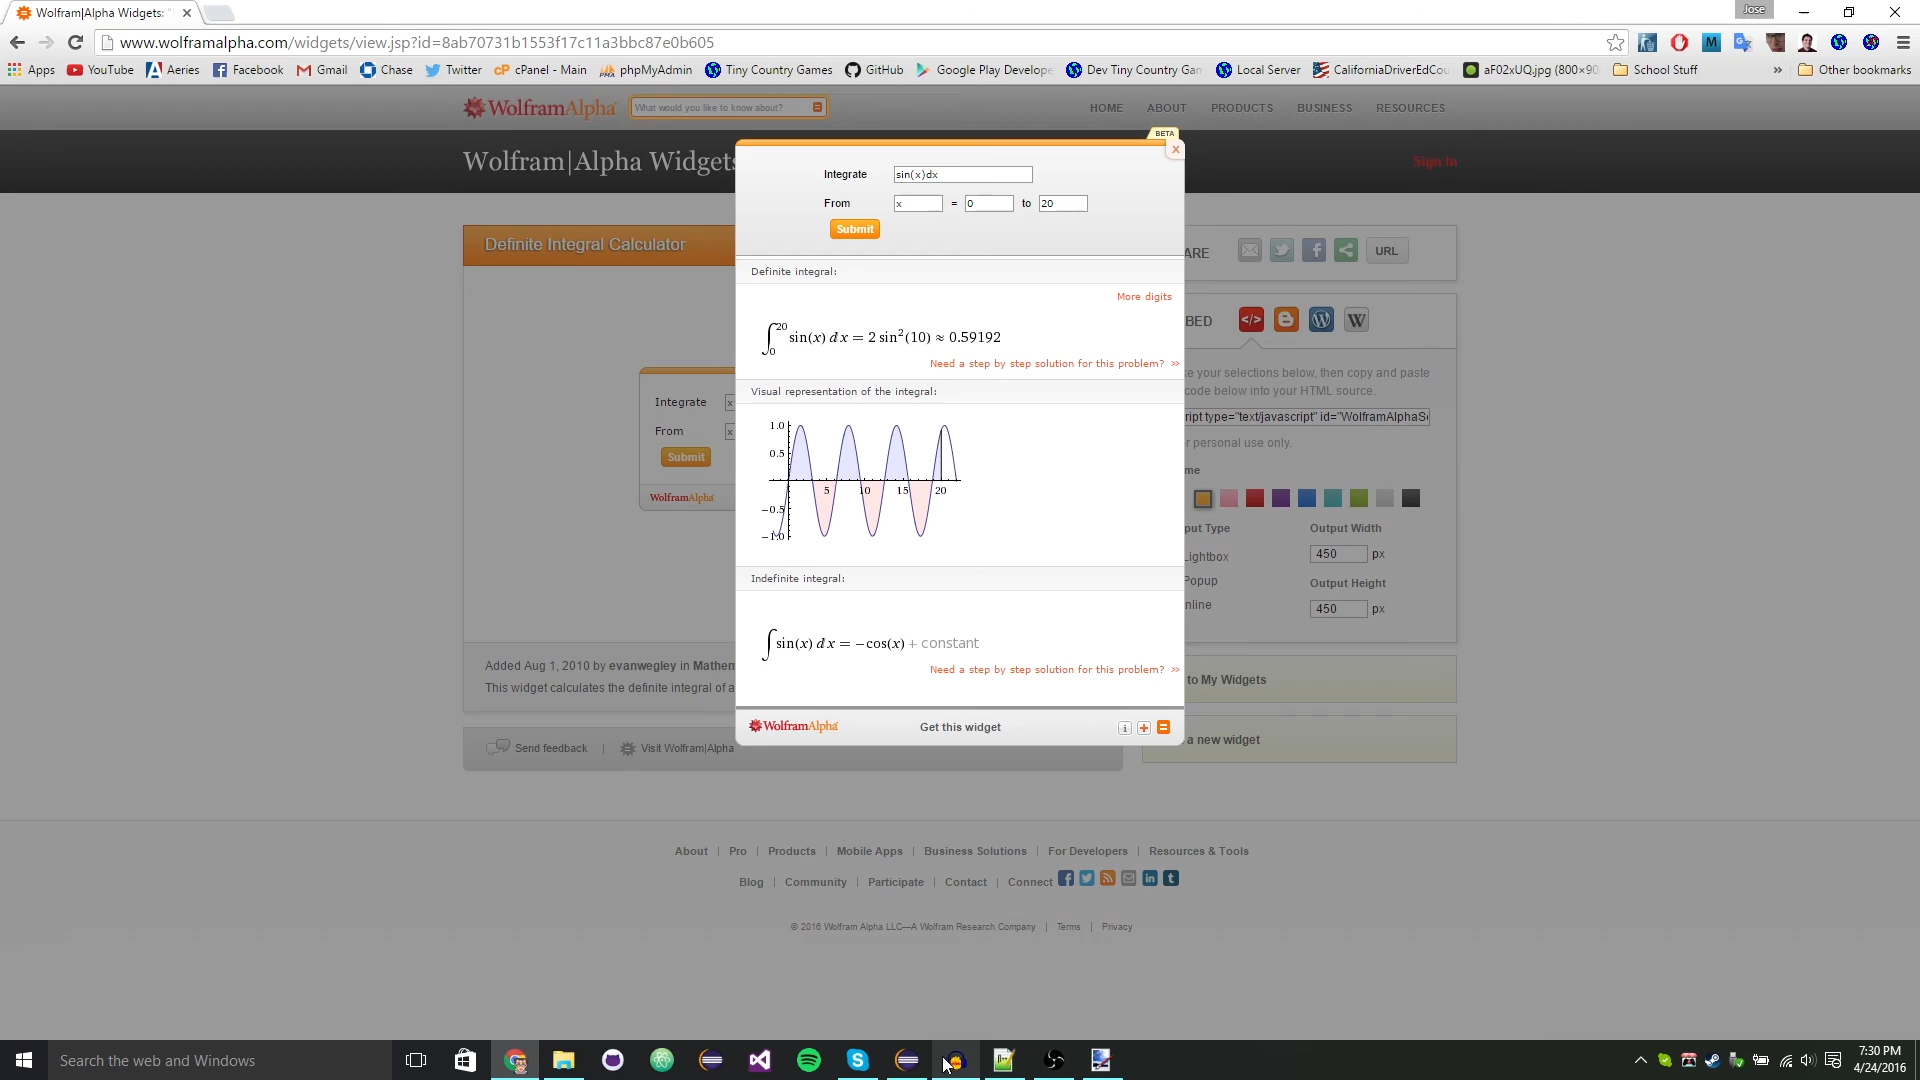 Wolfram|Alpha Widgets: "
Jose
www.wolframalpha.com/widgets/view.jsp?id=8ab70731b1553f17c11a3bbc87e0b605
Apps YouTube Aeries Facebook Gmail Chase Twitter cPanel - Main phpMyAdmin Tiny Country Games GitHub Google Play Develope Dev Tiny Country Gan Local Server CaliforniaDriverEdCou aF02xUQ.jpg (800×90 School Stuff » Other bookmarks
WolframAlpha What would you like to know about? HOME ABOUT PRODUCTS BUSINESS RESOURCES
BETA
Wolfram|Alpha Widgets
Sign In
Integrate sin(x)dx
From x = 0 to 20
Submit
Definite integral:
More digits
∫₀²⁰ sin(x) dx = 2 sin²(10) ≈ 0.59192
Need a step by step solution for this problem? >>
Visual representation of the integral:
1.0
0.5
5 10 15 20
−0.5
−1.0
Indefinite integral:
∫ sin(x) dx = −cos(x) + constant
Need a step by step solution for this problem? >>
WolframAlpha Get this widget
Definite Integral Calculator
Integrate x
From x
Submit
WolframAlpha
Added Aug 1, 2010 by evanwegley in Mathem
This widget calculates the definite integral of a
Send feedback | Visit Wolfram|Alpha
ARE URL
BED
ke your selections below, then copy and paste
code below into your HTML source.
ript type="text/javascript" id="WolframAlphaS
r personal use only.
me
put Type
Lightbox
Popup
nline
Output Width
450 px
Output Height
450 px
to My Widgets
a new widget
About | Pro | Products | Mobile Apps | Business Solutions | For Developers | Resources & Tools
Blog | Community | Participate | Contact | Connect
© 2016 Wolfram Alpha LLC—A Wolfram Research Company | Terms | Privacy
Search the web and Windows
7:30 PM
4/24/2016